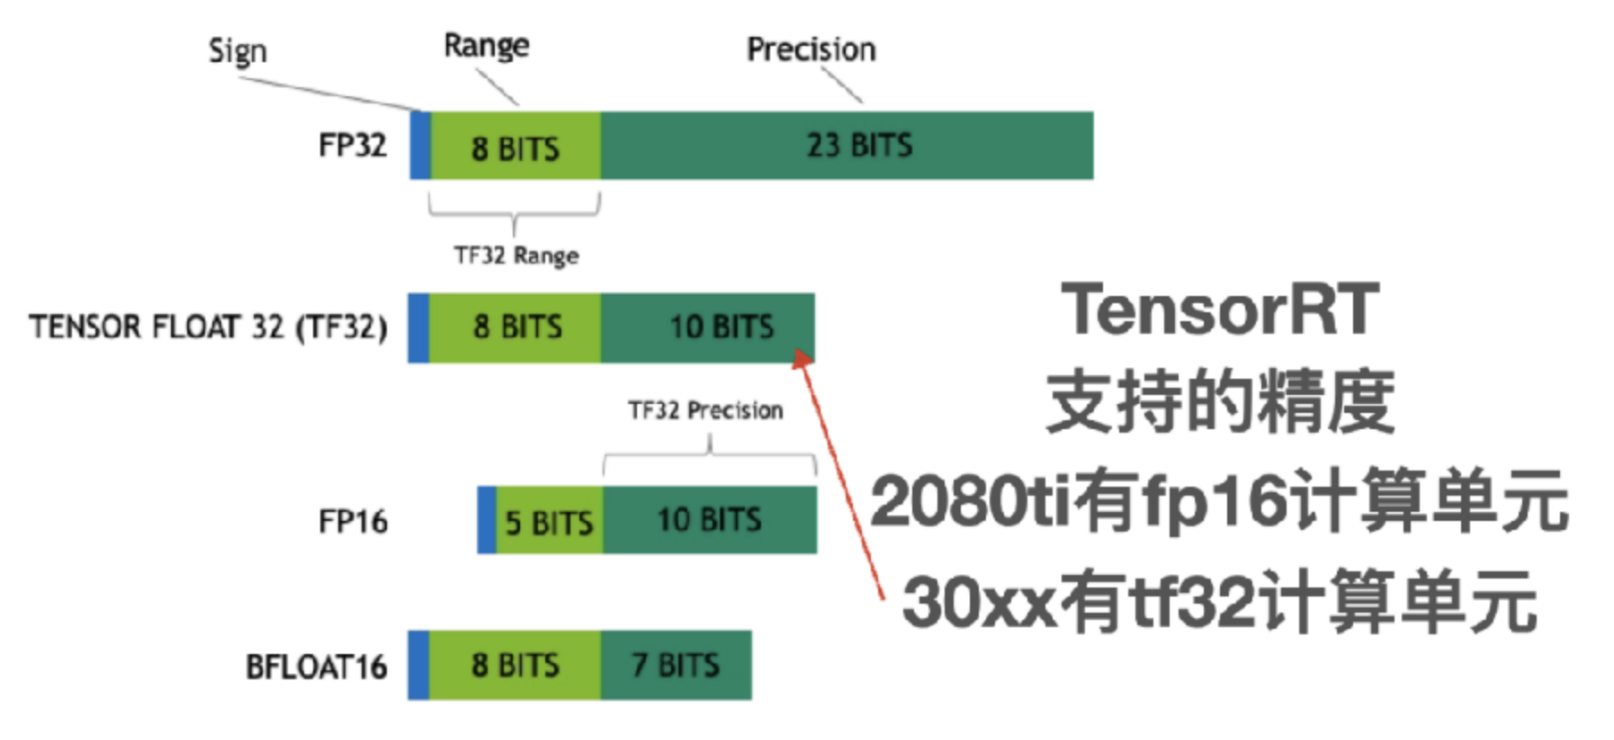 Sign
Range
Precision
FP32
8 BITS
23 BITS
TF32 Range
TENSOR FLOAT 32 (TF32)
8 BITS
10 BITS
TF32 Precision
FP16
5 BITS
10 BITS
BFLOAT16
8 BITS
7 BITS
TensorRT
支持的精度
2080ti有fp16计算单元
30xx有tf32计算单元